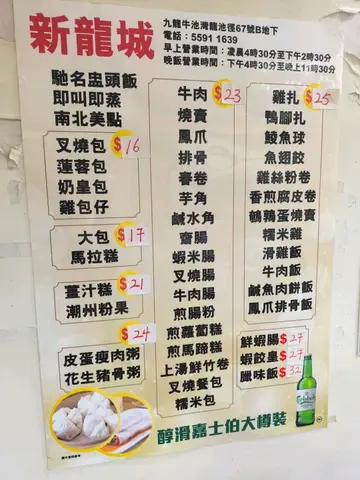 新龍城
九龍牛池灣龍池徑67號B地下
電話：5591 1639
早上營業時間：凌晨4時30分至下午2時30分
晚飯營業時間：下午4時30分至晚上11時30分
馳名盅頭飯
即叫即蒸
南北美點
叉燒包 $16
蓮蓉包
奶皇包
雞包仔
大包 $17
馬拉糕
薑汁糕 $21
潮州粉果
$24
皮蛋瘦肉粥
花生豬骨粥
牛肉 $23
燒賣
鳳爪
排骨
春卷
芋角
鹹水角
齋腸
蝦米腸
叉燒腸
牛肉腸
煎腸粉
煎蘿蔔糕
煎馬蹄糕
上湯鮮竹卷
叉燒餐包
糯米包
雞扎 $25
鴨腳扎
鯪魚球
魚翅餃
雞絲粉卷
香煎腐皮卷
鵪鶉蛋燒賣
糯米雞
滑雞飯
牛肉飯
鹹魚肉餅飯
鳳爪排骨飯
鮮蝦腸 $27
蝦餃皇 $27
臘味飯 $32
醇滑嘉士伯大樽裝
Carlsberg